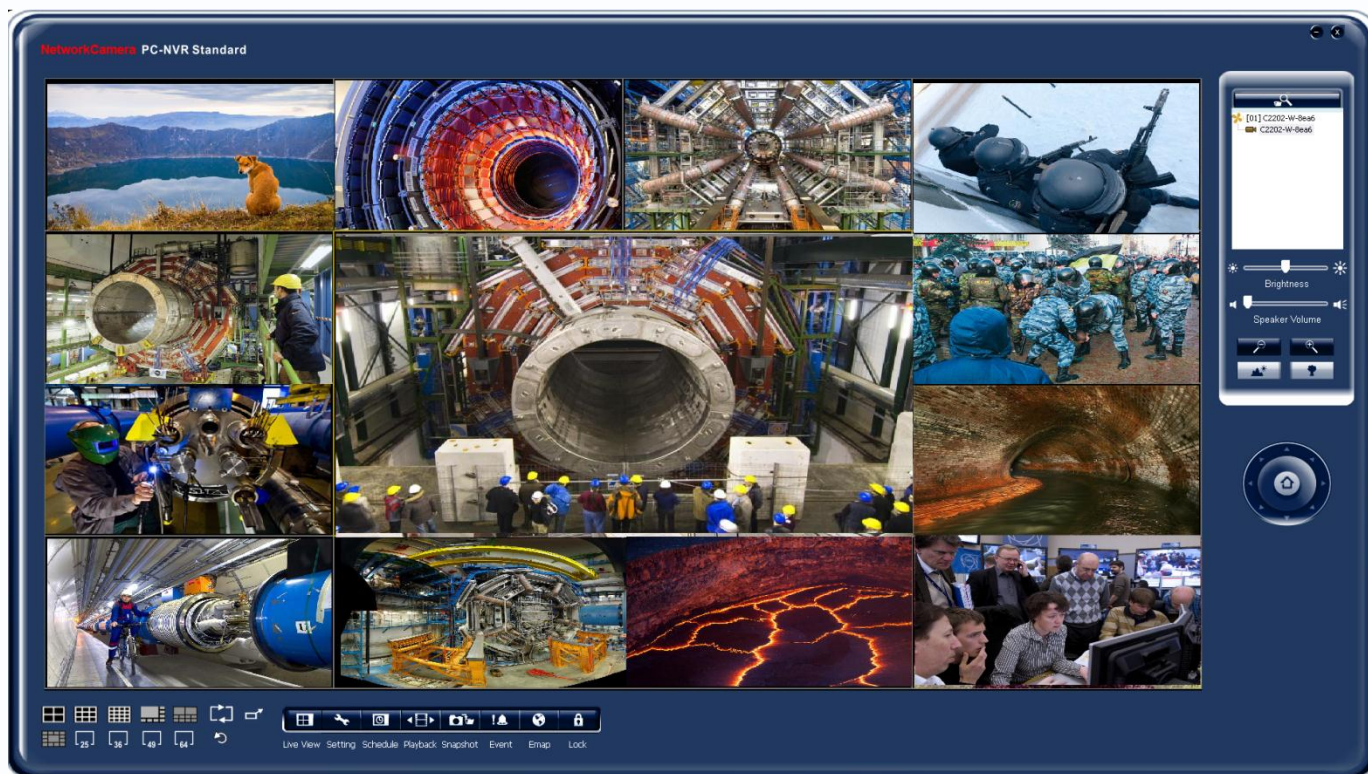 NetworkCamera PC-NVR Standard
[01] C2202-W-8ea6
C2202-W-8ea6
Brightness
Speaker Volume
25 36 49 64
Live View Setting Schedule Playback Snapshot Event Emap Lock